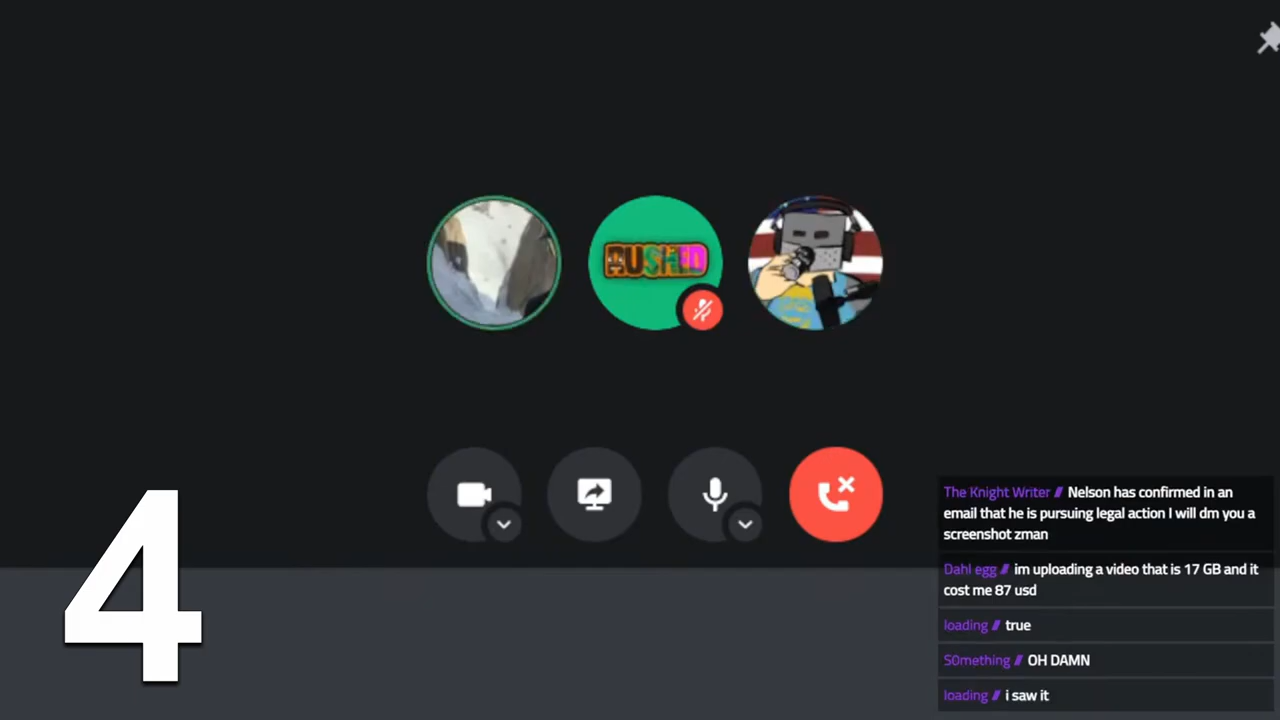 RUSHID
The Knight Writer // Nelson has confirmed in an
email that he is pursuing legal action I will dm you a
screenshot zman
Dahl egg // im uploading a video that is 17 GB and it
cost me 87 usd
loading // true
S0mething // OH DAMN
loading // i saw it
4